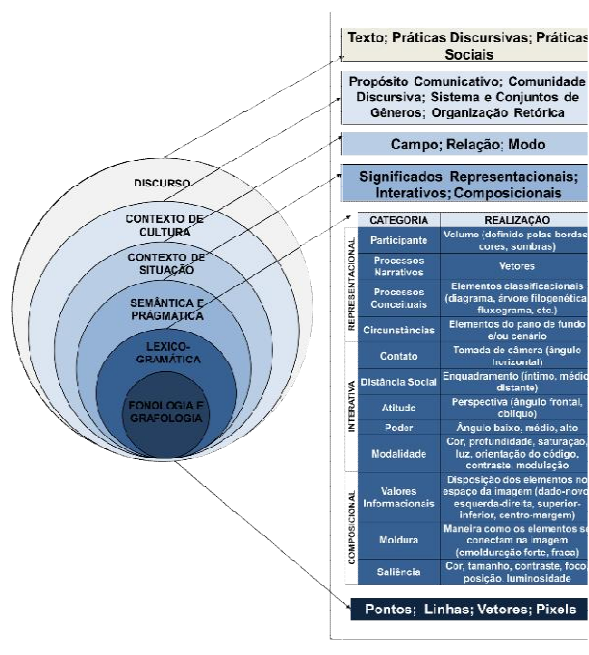 DISCURSO
CONTEXTO DE
CULTURA
CONTEXTO DE
SITUAÇÃO
SEMÂNTICA E
PRAGMÁTICA
LEXICO-
GRAMÁTICA
FONOLOGIA E
GRAFOLOGIA
Texto; Práticas Discursivas; Práticas
Sociais
Propósito Comunicativo; Comunidade
Discursiva; Sistema e Conjuntos de
Gêneros; Organização Retórica
Campo; Relação; Modo
Significados Representacionais;
Interativos; Composicionais
CATEGORIA REALIZAÇÃO
REPRESENTACIONAL
Participante
Volume (definido pelas bordas
cores, sombras)
Processos
Narrativos
Vetores
Processos
Conceituais
Elementos classificacionais
(diagrama, árvore filogenética
fluxograma, etc.)
Circunstâncias
Elementos do pano de fundo
e/ou cenário
INTERATIVA
Contato
Tomada de câmera (ângulo
horizontal)
Distância Social
Enquadramento (íntimo, médio
distante)
Atitude
Perspectiva (ângulo frontal,
oblíquo)
Poder
Ângulo baixo, médio, alto
Modalidade
Cor, profundidade, saturação,
luz, orientação do código,
contraste, modulação
COMPOSICIONAL
Valores
Informacionais
Disposição dos elementos no
espaço da imagem (dado-novo
esquerda-direita, superior-
inferior, centro-margem)
Moldura
Maneira como os elementos se
conectam na imagem
(emolduração forte, fraca)
Saliência
Cor, tamanho, contraste, foco,
posição, luminosidade
Pontos; Linhas; Vetores; Pixels